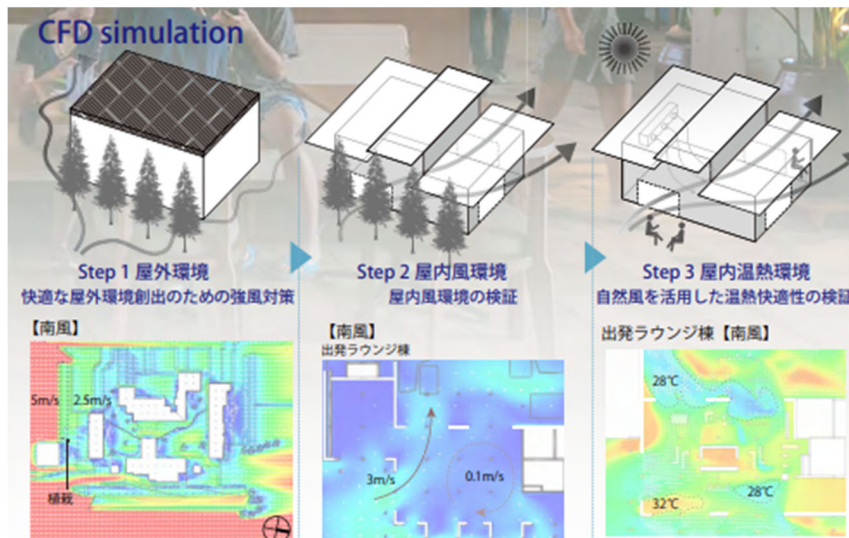 CFD simulation
Step 1 屋外環境
快適な屋外環境創出のための強風対策
【南風】
5m/s
2.5m/s
植栽
Step 2 屋内風環境
屋内風環境の検証
【南風】
出発ラウンジ棟
3m/s
0.1m/s
Step 3 屋内温熱環境
自然風を活用した温熱快適性の検証
出発ラウンジ棟【南風】
28℃
28℃
32℃